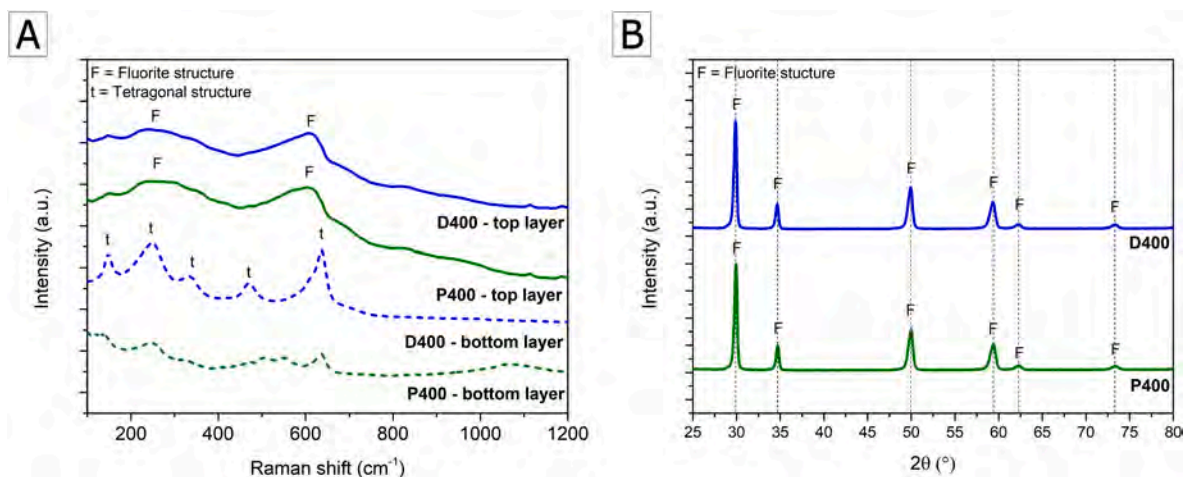 A
F = Fluorite structure
t = Tetragonal structure
F
F
D400 - top layer
F
F
P400 - top layer
t
t
t
t
t
D400 - bottom layer
P400 - bottom layer
200 400 600 800 1000 1200
Raman shift (cm⁻¹)
Intensity (a.u.)
B
F = Fluorite stucture
F
F
F
F
F
F
D400
F
F
F
F
F
F
P400
25 30 35 40 45 50 55 60 65 70 75 80
2θ (°)
Intensity (a.u.)